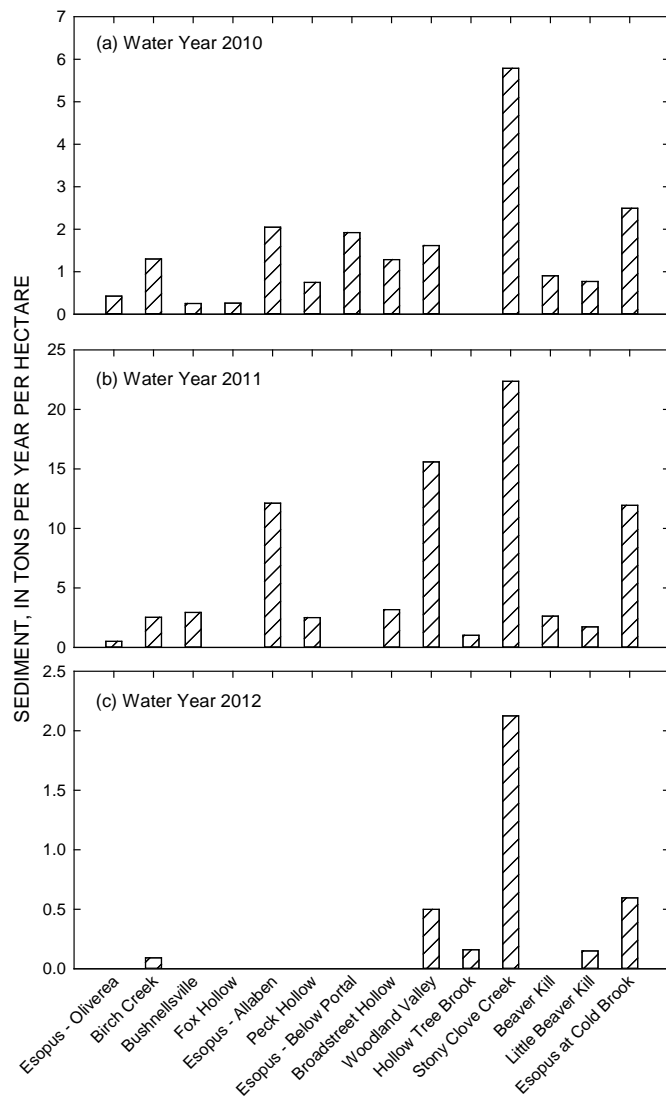 SEDIMENT, IN TONS PER YEAR PER HECTARE
(a) Water Year 2010
7
6
5
4
3
2
1
0
(b) Water Year 2011
25
20
15
10
5
0
(c) Water Year 2012
2.5
2.0
1.5
1.0
0.5
0.0
Esopus - Oliverea
Birch Creek
Bushnellsville
Fox Hollow
Esopus - Allaben
Peck Hollow
Esopus - Below Portal
Broadstreet Hollow
Woodland Valley
Hollow Tree Brook
Stony Clove Creek
Beaver Kill
Little Beaver Kill
Esopus at Cold Brook